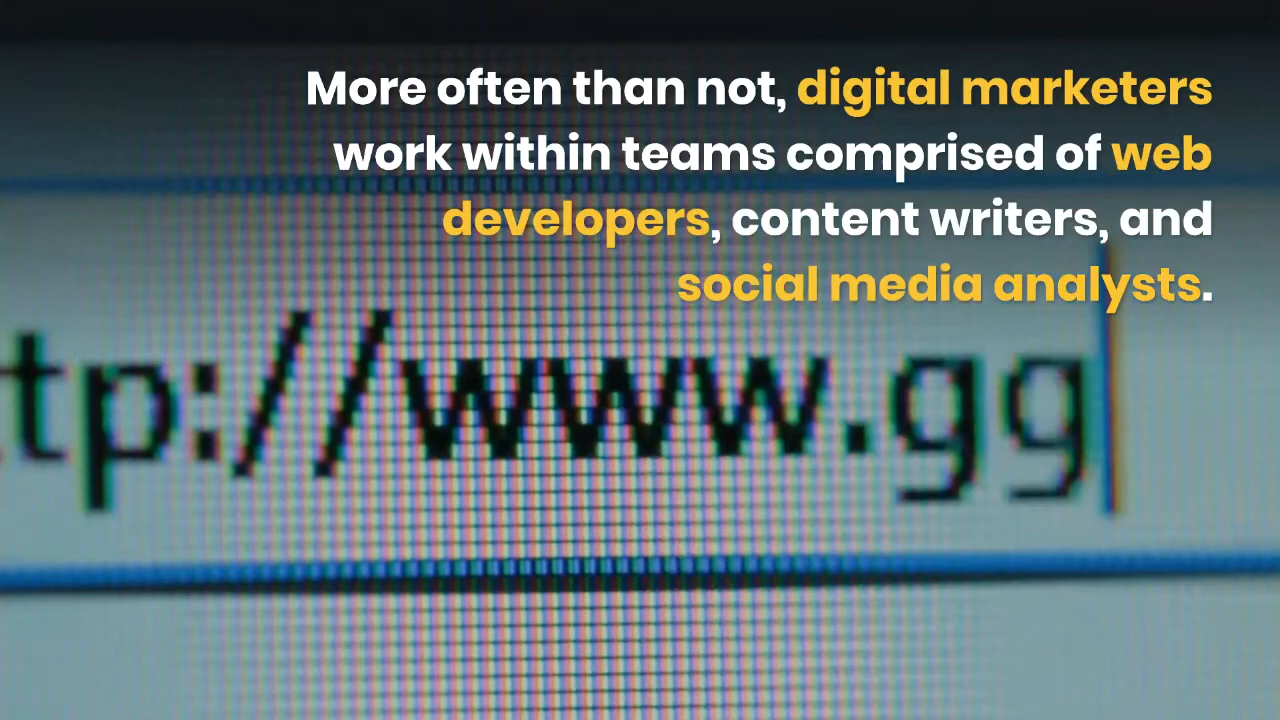 More often than not, digital marketers
work within teams comprised of web
developers, content writers, and
social media analysts.
ttp://www.gg